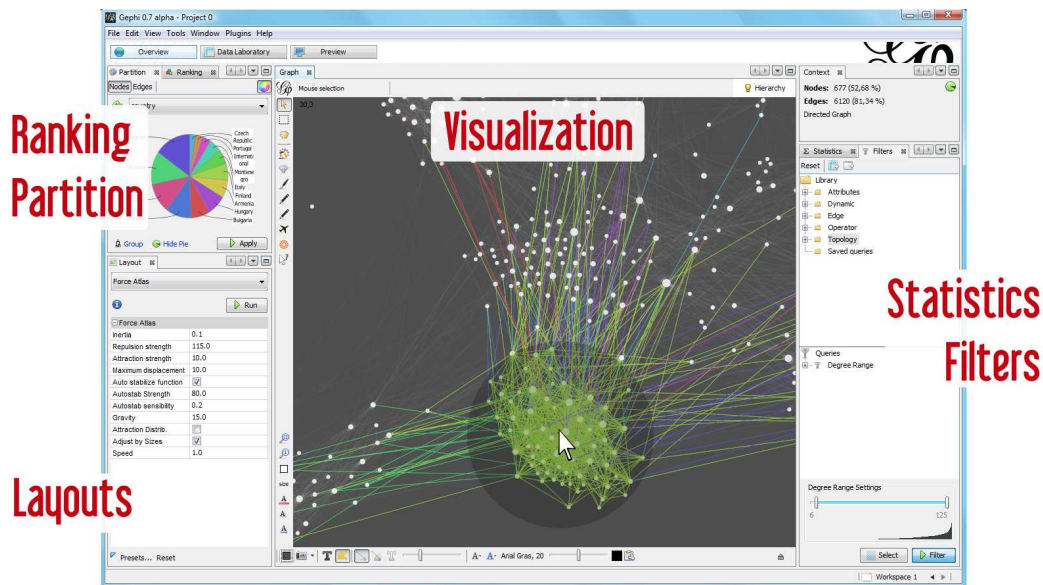 Gephi 0.7 alpha - Project 0
File Edit View Tools Window Plugins Help
Overview
Data Laboratory
Preview
Partition
Ranking
Nodes Edges
Czech
Republic
Portugal
Internati
onal
Montene
gro
Italy
Finland
Armenia
Hungary
Bulgaria
Group
Hide Pie
Apply
Ranking
Partition
Layout
Force Atlas
Run
Force Atlas
Inertia 0.1
Repulsion strength 115.0
Attraction strength 10.0
Maximum displacement 10.0
Auto stabilize function
Autostab Strength 80.0
Autostab sensibility 0.2
Gravity 15.0
Attraction Distrib.
Adjust by Sizes
Speed 1.0
Layouts
Presets... Reset
Graph
Mouse selection
Hierarchy
30,3
Visualization
size
A- A- Arial Gras, 20
Context
Nodes: 677 (52,68 %)
Edges: 6120 (81,34 %)
Directed Graph
Σ Statistics
Filters
Reset
Library
Attributes
Dynamic
Edge
Operator
Topology
Saved queries
Statistics
Filters
Queries
Degree Range
Degree Range Settings
6 125
Select
Filter
Workspace 1